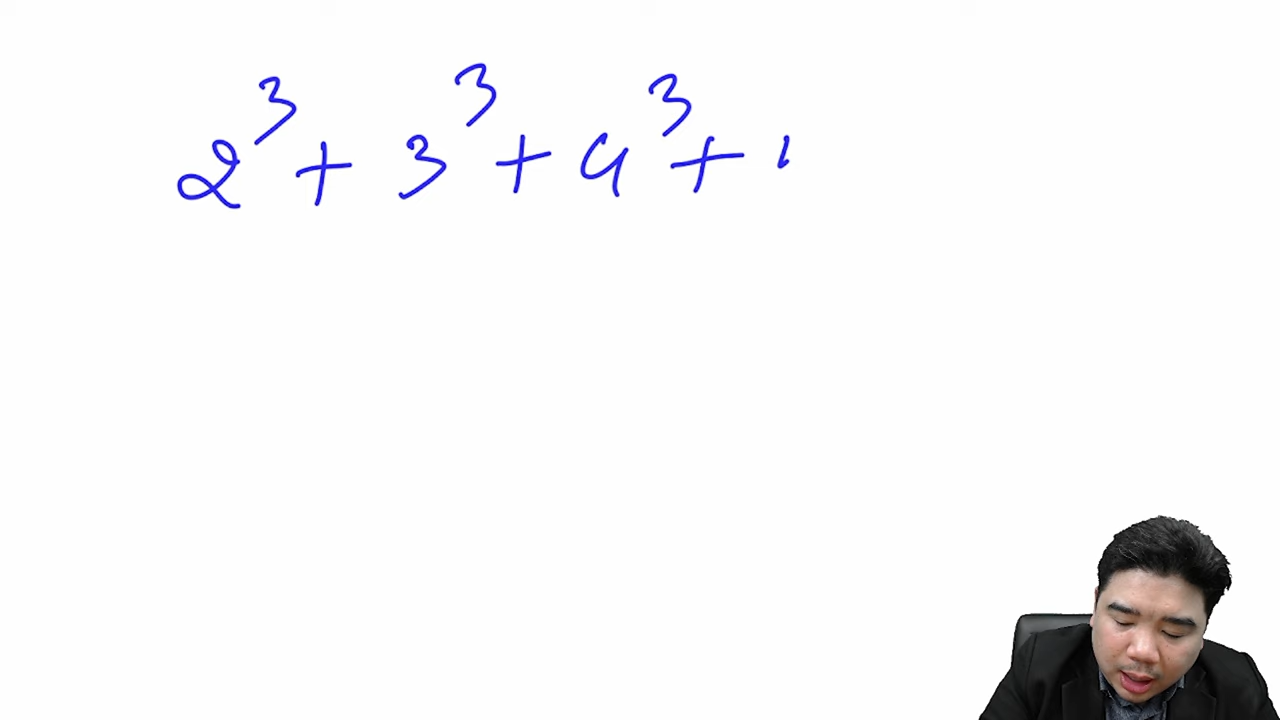 2³ + 3³ + 4³ +